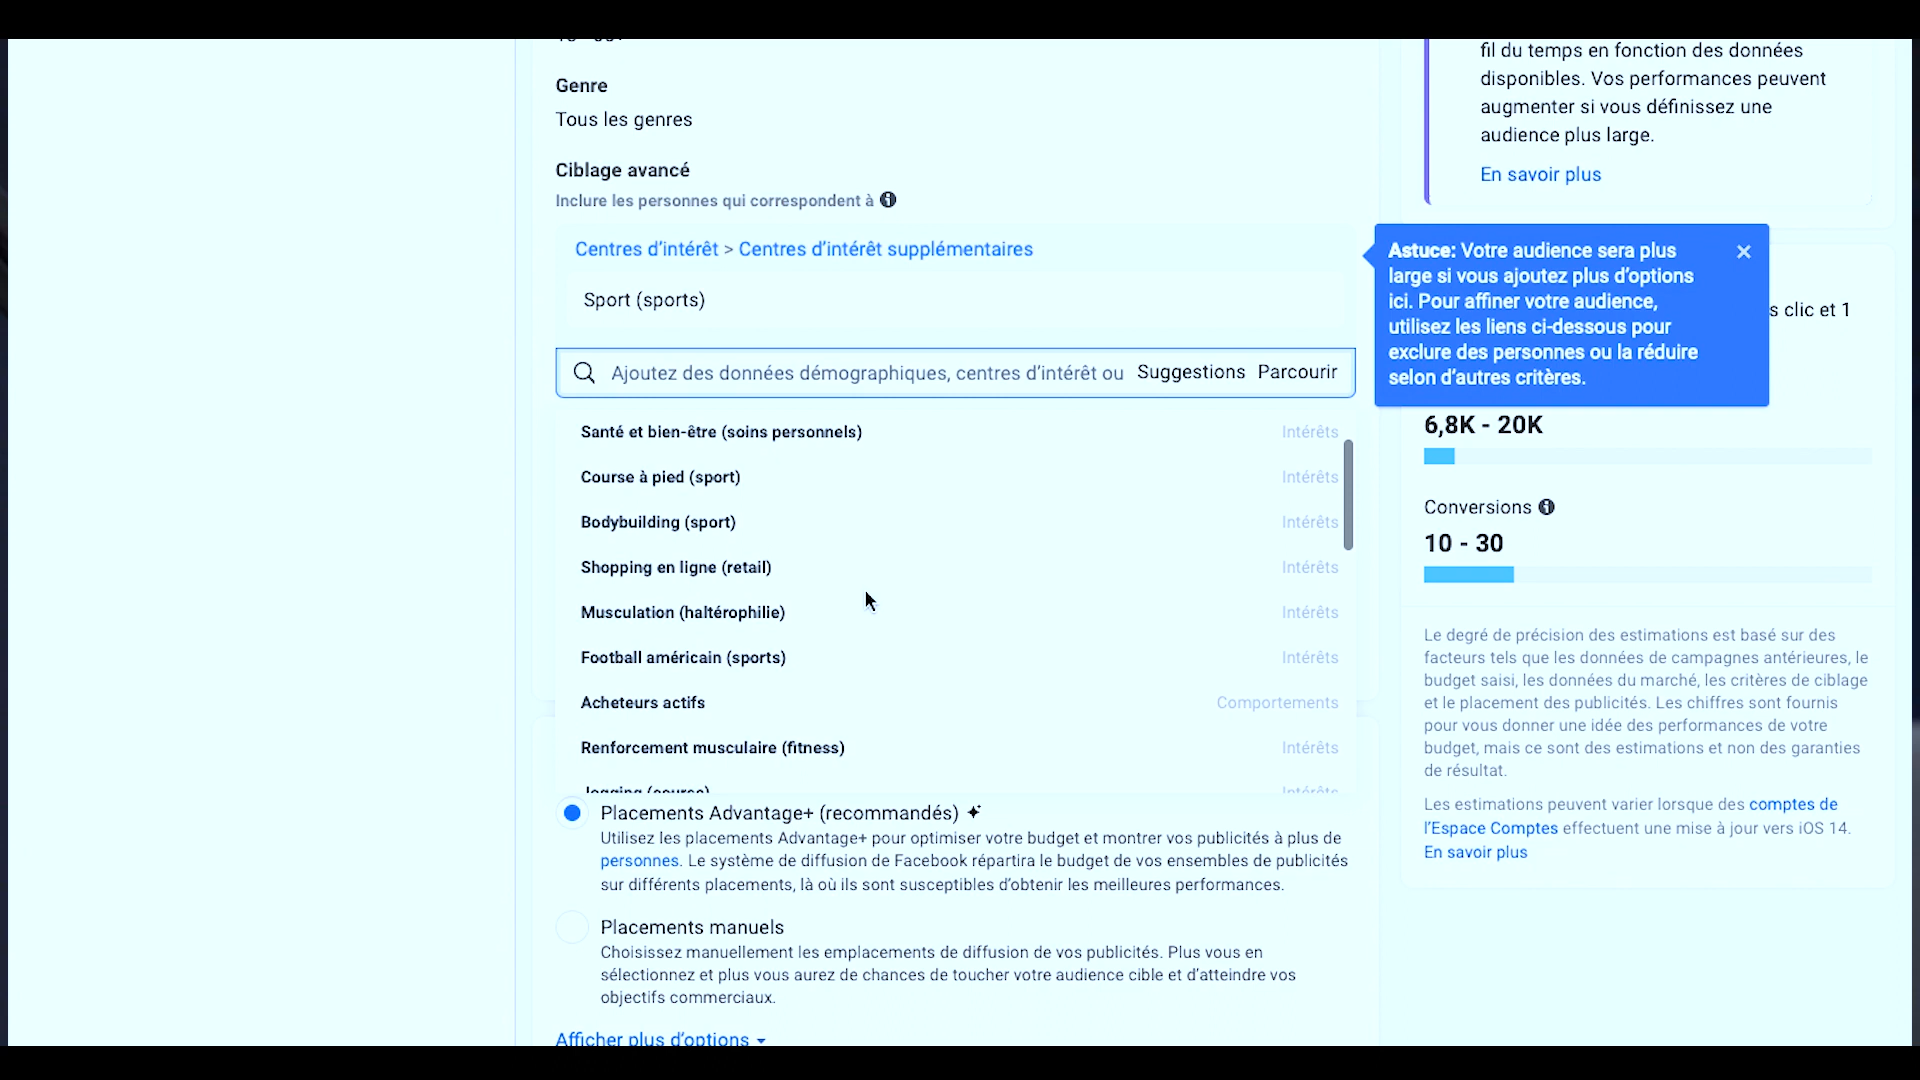 Genre
Tous les genres
Ciblage avancé
Inclure les personnes qui correspondent à
Centres d'intérêt > Centres d'intérêt supplémentaires
Sport (sports)
Ajoutez des données démographiques, centres d'intérêt ou
Suggestions
Parcourir
Santé et bien-être (soins personnels)
Intérêts
Course à pied (sport)
Intérêts
Bodybuilding (sport)
Intérêts
Shopping en ligne (retail)
Intérêts
Musculation (haltérophilie)
Intérêts
Football américain (sports)
Intérêts
Acheteurs actifs
Comportements
Renforcement musculaire (fitness)
Intérêts
Jogging (course)
Intérêts
Placements Advantage+ (recommandés)
Utilisez les placements Advantage+ pour optimiser votre budget et montrer vos publicités à plus de
personnes. Le système de diffusion de Facebook répartira le budget de vos ensembles de publicités
sur différents placements, là où ils sont susceptibles d'obtenir les meilleures performances.
Placements manuels
Choisissez manuellement les emplacements de diffusion de vos publicités. Plus vous en
sélectionnez et plus vous aurez de chances de toucher votre audience cible et d'atteindre vos
objectifs commerciaux.
Afficher plus d'options
fil du temps en fonction des données
disponibles. Vos performances peuvent
augmenter si vous définissez une
audience plus large.
En savoir plus
Astuce: Votre audience sera plus
large si vous ajoutez plus d'options
ici. Pour affiner votre audience,
utilisez les liens ci-dessous pour
exclure des personnes ou la réduire
selon d'autres critères.
s clic et 1
6,8K - 20K
Conversions
10 - 30
Le degré de précision des estimations est basé sur des
facteurs tels que les données de campagnes antérieures, le
budget saisi, les données du marché, les critères de ciblage
et le placement des publicités. Les chiffres sont fournis
pour vous donner une idée des performances de votre
budget, mais ce sont des estimations et non des garanties
de résultat.
Les estimations peuvent varier lorsque des comptes de
l'Espace Comptes effectuent une mise à jour vers iOS 14.
En savoir plus